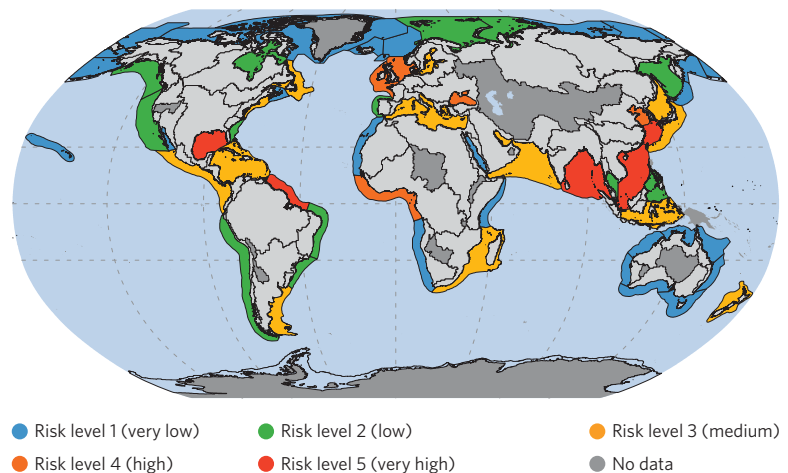 Risk level 1 (very low) Risk level 2 (low) Risk level 3 (medium)
Risk level 4 (high) Risk level 5 (very high) No data